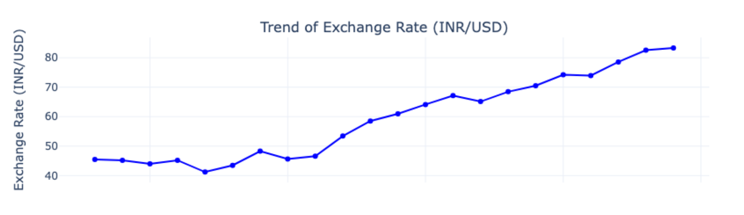 Trend of Exchange Rate (INR/USD)
Exchange Rate (INR/USD)
80
70
60
50
40